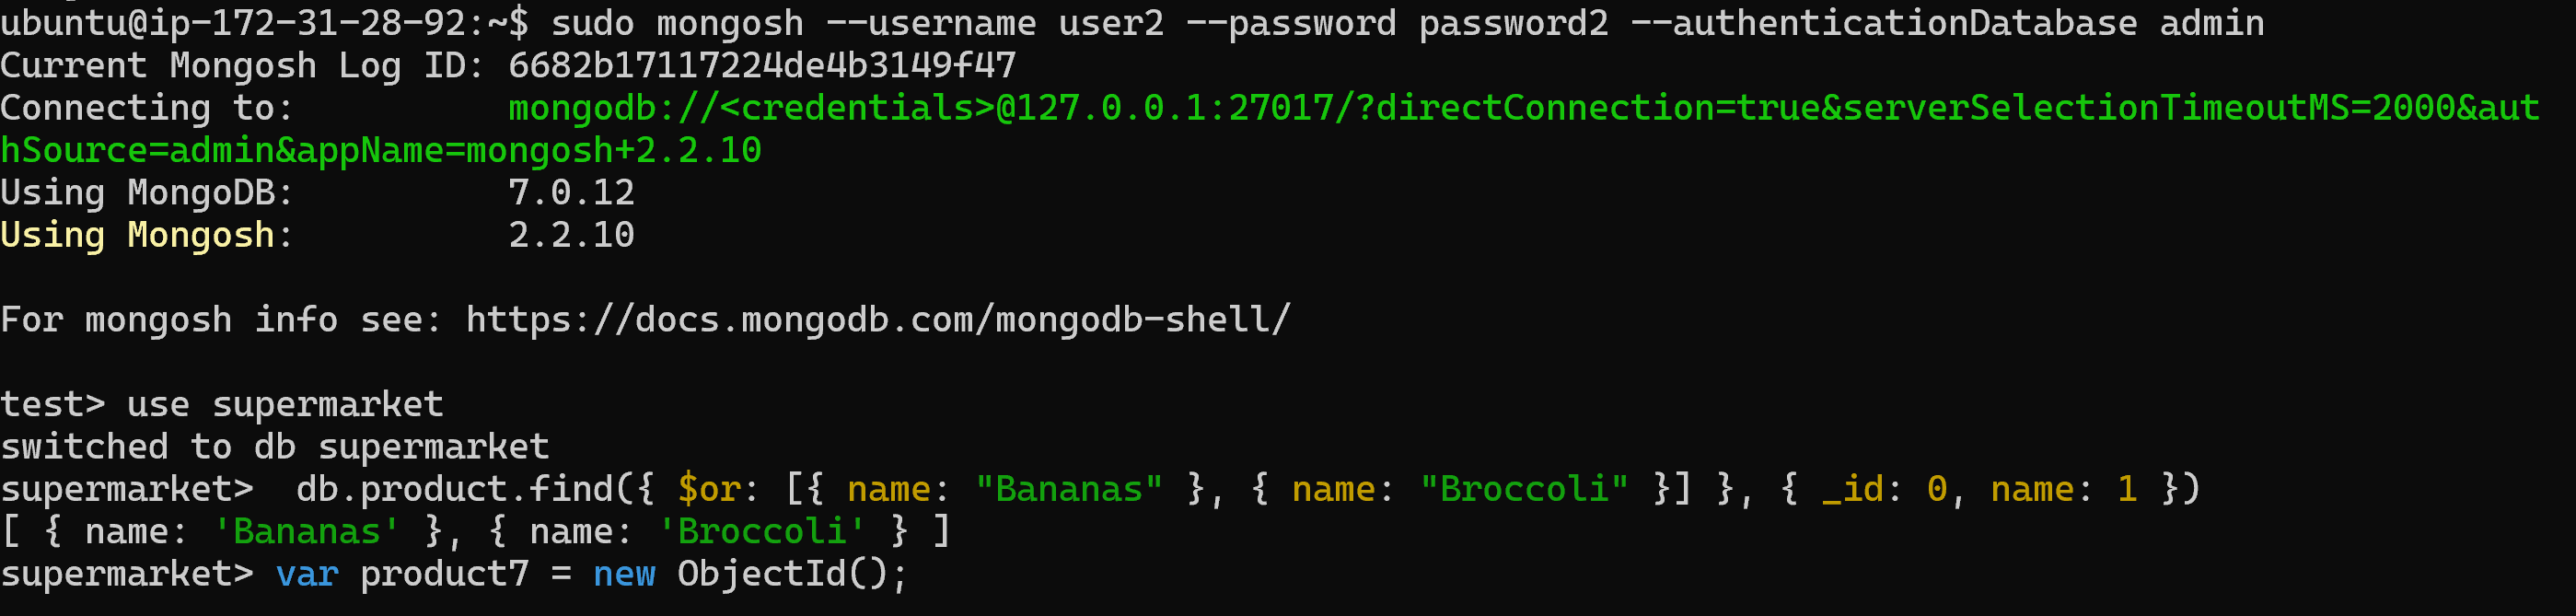 ubuntu@ip-172-31-28-92:~$ sudo mongosh --username user2 --password password2 --authenticationDatabase admin
Current Mongosh Log ID: 6682b17117224de4b3149f47
Connecting to:          mongodb://<credentials>@127.0.0.1:27017/?directConnection=true&serverSelectionTimeoutMS=2000&aut
hSource=admin&appName=mongosh+2.2.10
Using MongoDB:          7.0.12
Using Mongosh:          2.2.10

For mongosh info see: https://docs.mongodb.com/mongodb-shell/

test> use supermarket
switched to db supermarket
supermarket>  db.product.find({ $or: [{ name: "Bananas" }, { name: "Broccoli" }] }, { _id: 0, name: 1 })
[ { name: 'Bananas' }, { name: 'Broccoli' } ]
supermarket> var product7 = new ObjectId();